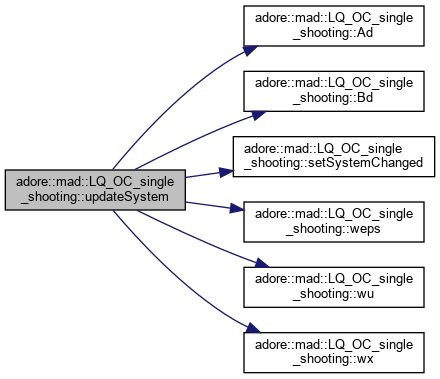 adore::mad::LQ_OC_single
_shooting::Ad
adore::mad::LQ_OC_single
_shooting::Bd
adore::mad::LQ_OC_single
_shooting::setSystemChanged
adore::mad::LQ_OC_single
_shooting::updateSystem
adore::mad::LQ_OC_single
_shooting::weps
adore::mad::LQ_OC_single
_shooting::wu
adore::mad::LQ_OC_single
_shooting::wx